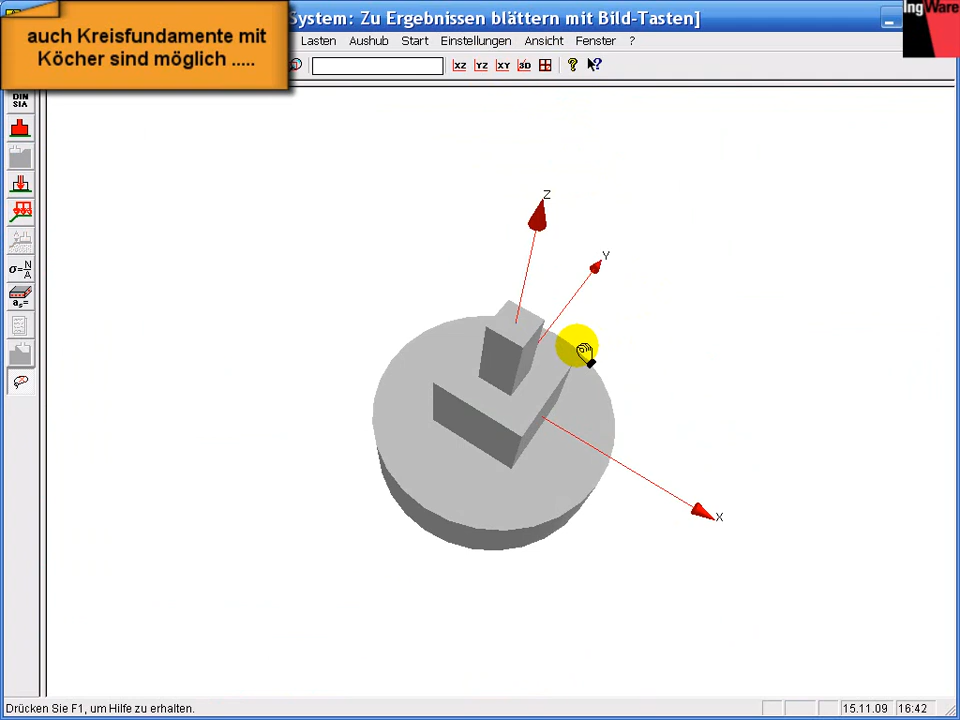 auch Kreisfundamente mit
Köcher sind möglich .....
System: Zu Ergebnissen blättern mit Bild-Tasten]
IngWare
Lasten Aushub Start Einstellungen Ansicht Fenster ?
XZ YZ XY 3D ? ?
DIN
SIA
σ=N/A
as=
Z
Y
X
Drücken Sie F1, um Hilfe zu erhalten.
15.11.09 16:42